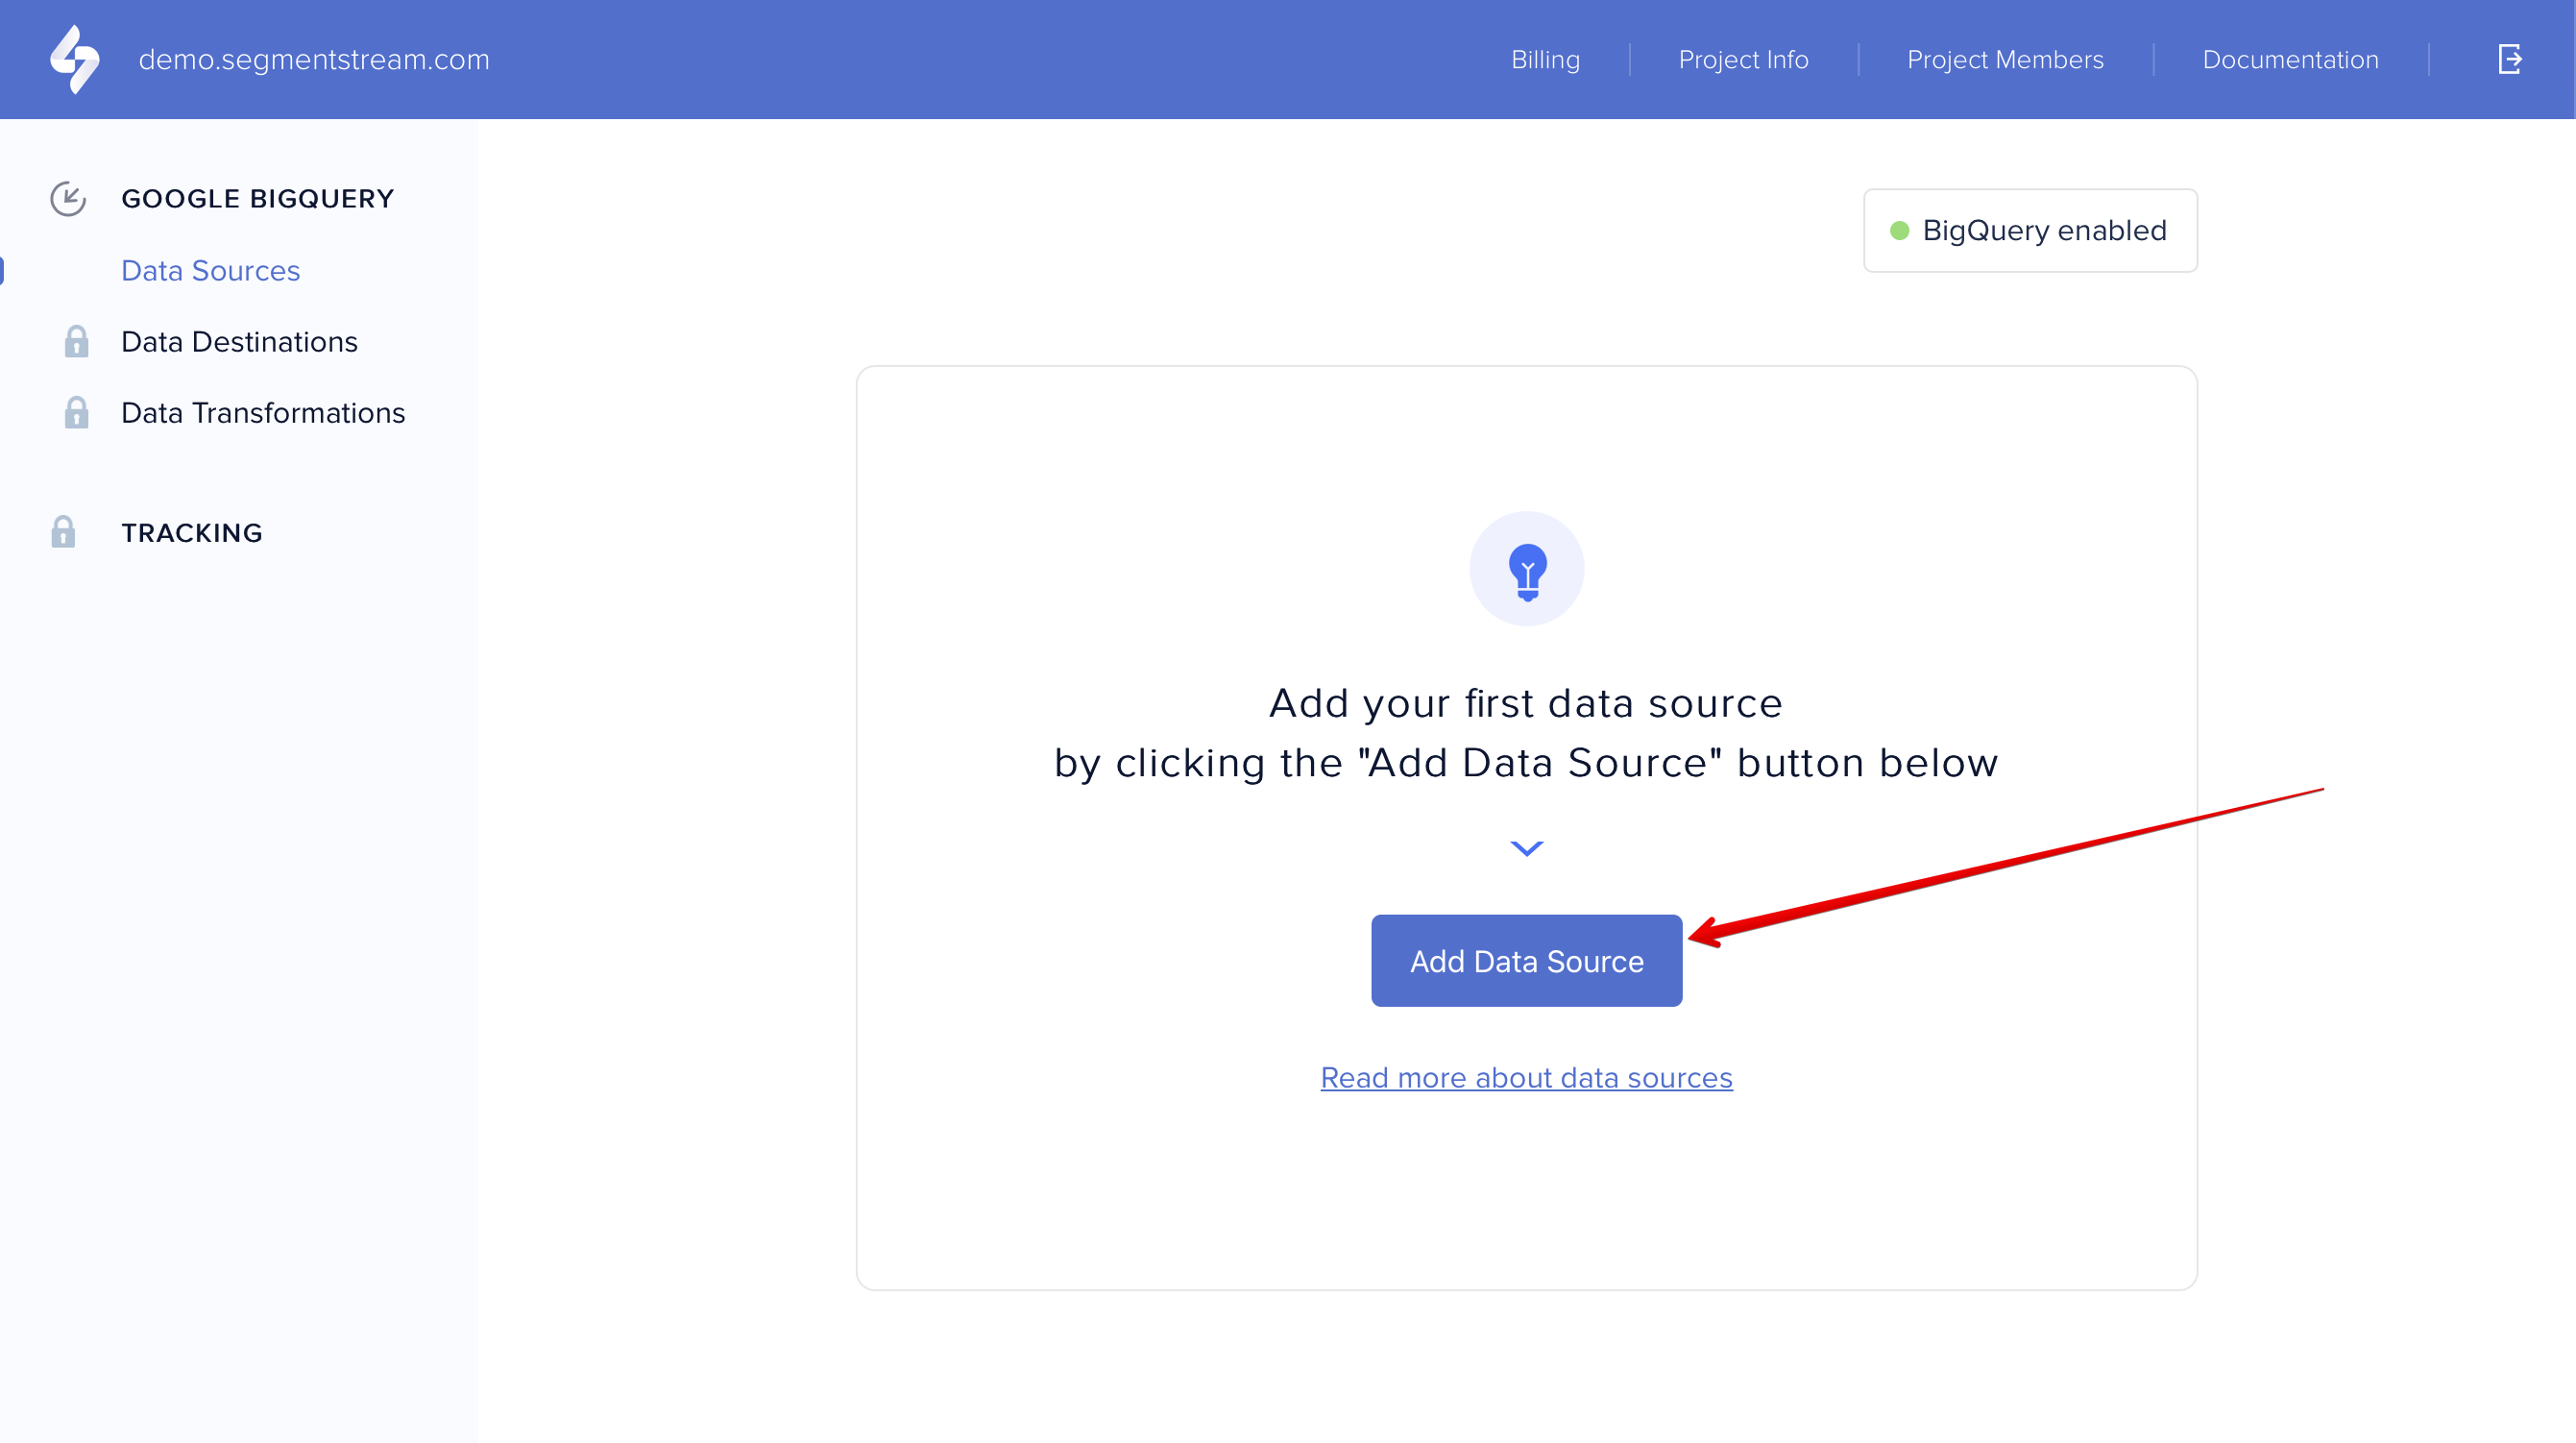 demo.segmentstream.com
Billing
Project Info
Project Members
Documentation
GOOGLE BIGQUERY
Data Sources
Data Destinations
Data Transformations
TRACKING
BigQuery enabled
Add your first data source
by clicking the "Add Data Source" button below
Add Data Source
Read more about data sources